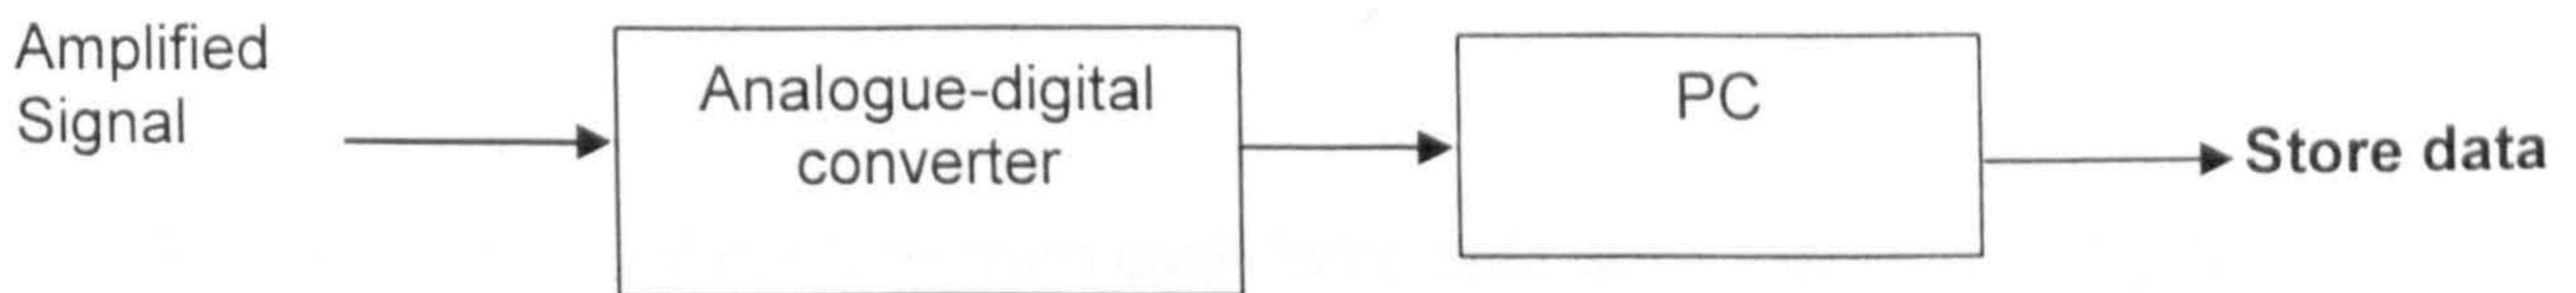 Amplified
Signal
Analogue-digital
converter
PC
Store data